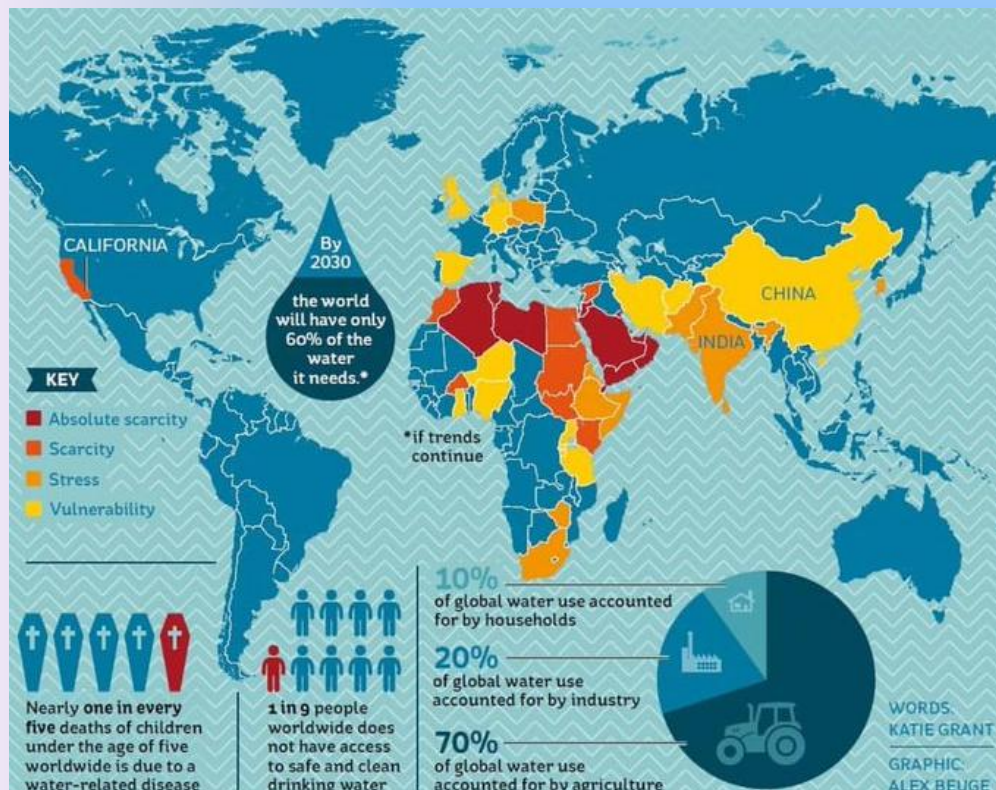 CALIFORNIA
By
2030
the world
will have only
60% of the
water
it needs.*
CHINA
INDIA
*if trends
continue
KEY
Absolute scarcity
Scarcity
Stress
Vulnerability
Nearly one in every
five deaths of children
under the age of five
worldwide is due to a
water-related disease
1 in 9 people
worldwide does
not have access
to safe and clean
drinking water
10%
of global water use accounted
for by households
20%
of global water use
accounted for by industry
70%
of global water use
accounted for by agriculture
WORDS:
KATIE GRANT
GRAPHIC:
ALEX BEUGE